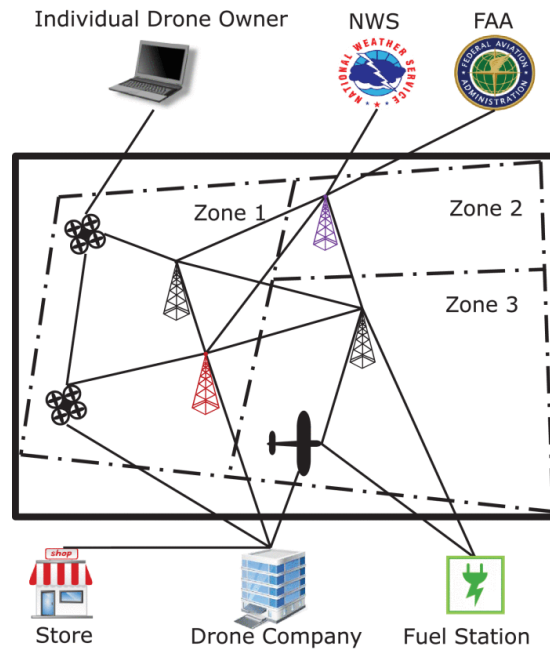 Individual Drone Owner
NWS
FAA
NATIONAL WEATHER SERVICE
FEDERAL AVIATION
ADMINISTRATION
Zone 1
Zone 2
Zone 3
shop
Store
Drone Company
Fuel Station